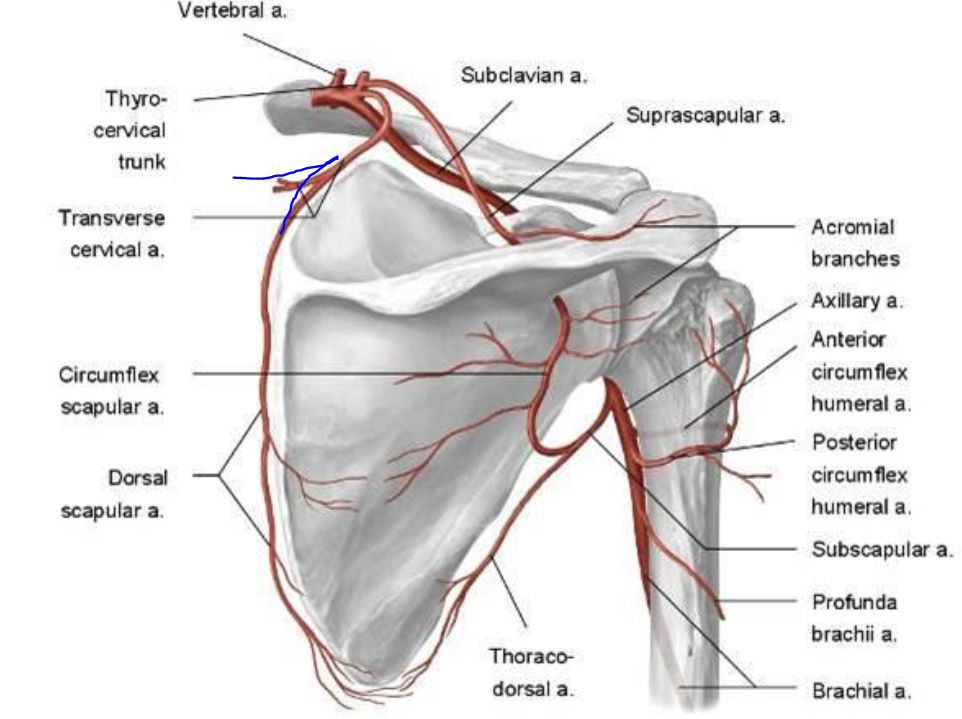 Vertebral a.
Subclavian a.
Thyro-
cervical
trunk
Suprascapular a.
Transverse
cervical a.
Acromial
branches
Axillary a.
Anterior
circumflex
humeral a.
Circumflex
scapular a.
Posterior
circumflex
humeral a.
Dorsal
scapular a.
Subscapular a.
Profunda
brachii a.
Thoraco-
dorsal a.
Brachial a.